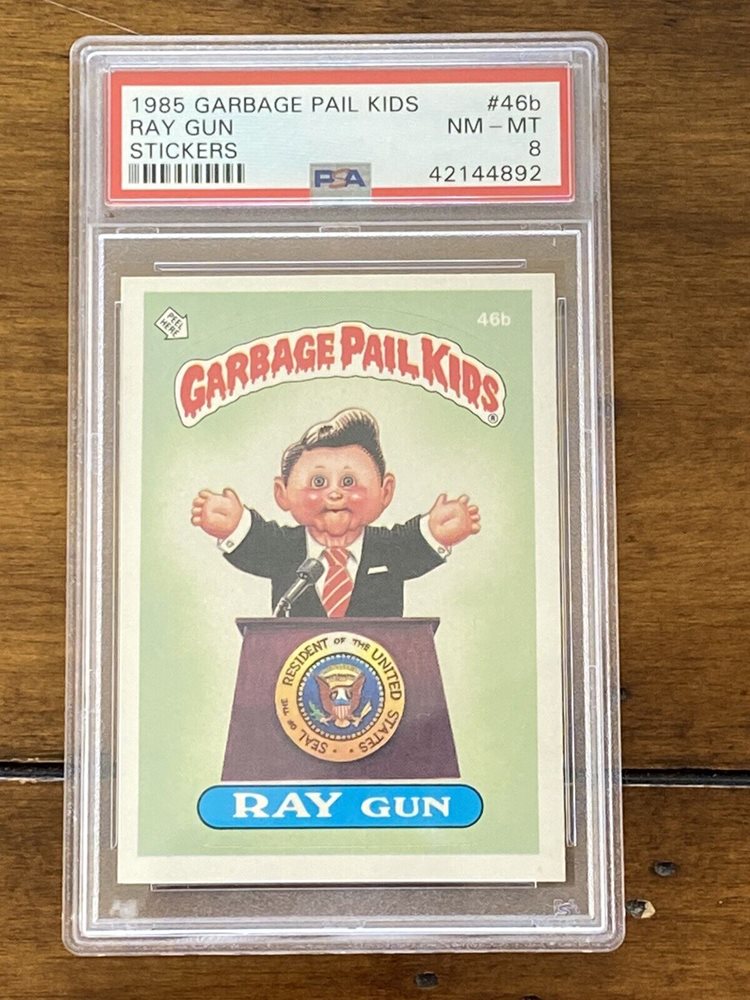 1985 GARBAGE PAIL KIDS #46b
RAY GUN NM – MT
STICKERS 8
PSA 42144892
PEEL
HERE
46b
GARBAGE PAIL KIDS
®
SEAL OF THE PRESIDENT OF THE UNITED STATES
RAY GUN